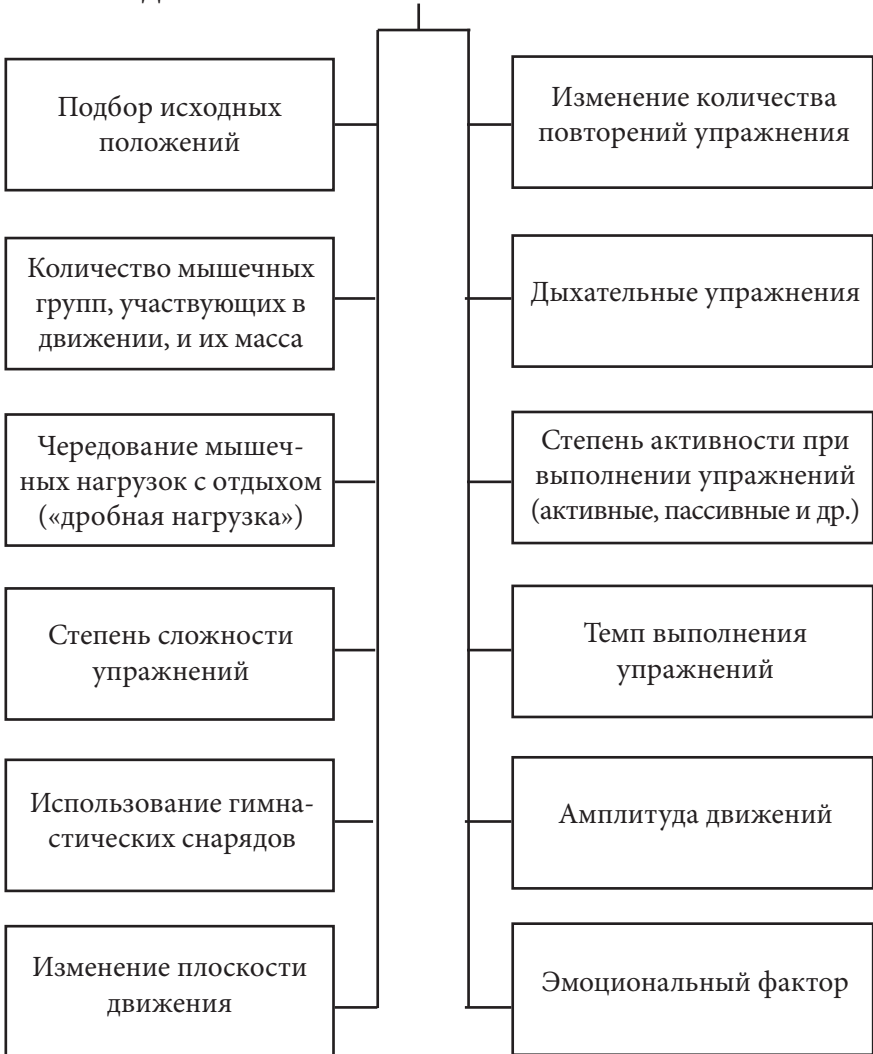 Подбор исходных
положений
Изменение количества
повторений упражнения
Количество мышечных
групп, участвующих в
движении, и их масса
Дыхательные упражнения
Чередование мышеч-
ных нагрузок с отдыхом
(«дробная нагрузка»)
Степень активности при
выполнении упражнений
(активные, пассивные и др.)
Степень сложности
упражнений
Темп выполнения
упражнений
Использование гимна-
стических снарядов
Амплитуда движений
Изменение плоскости
движения
Эмоциональный фактор